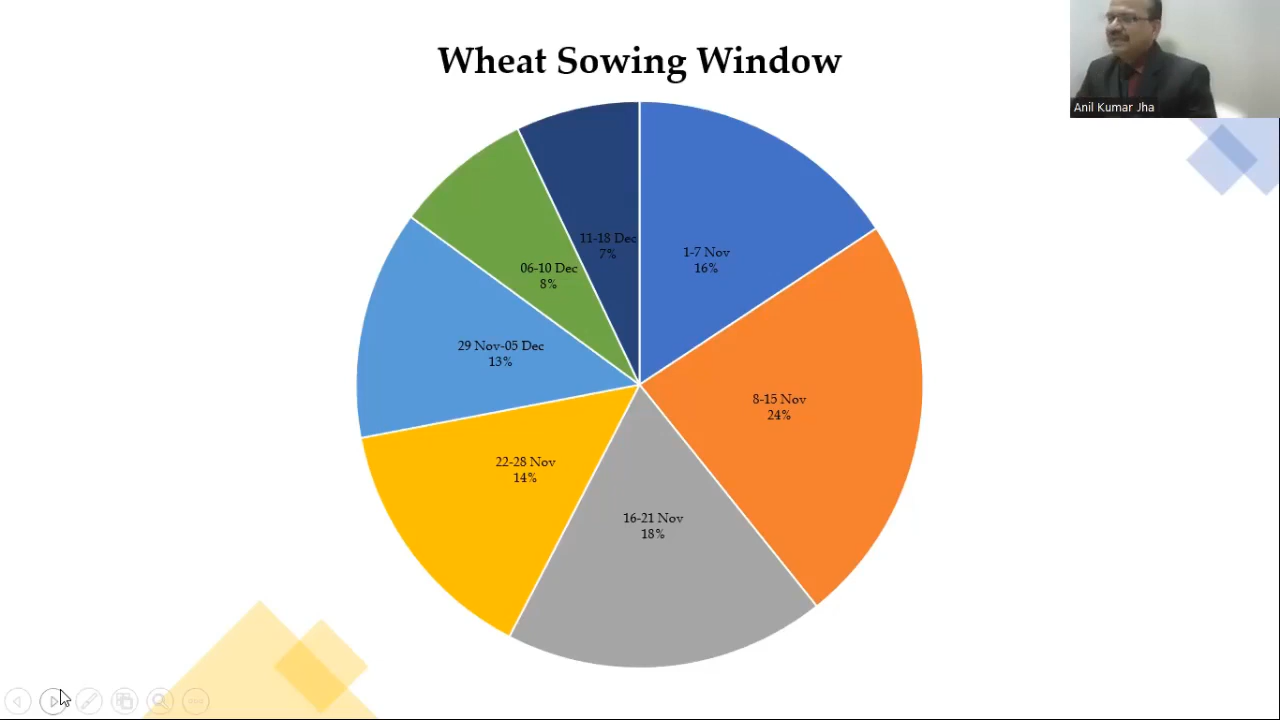 Wheat Sowing Window
Anil Kumar Jha
11-18 Dec
7%
1-7 Nov
16%
06-10 Dec
8%
29 Nov-05 Dec
13%
8-15 Nov
24%
22-28 Nov
14%
16-21 Nov
18%